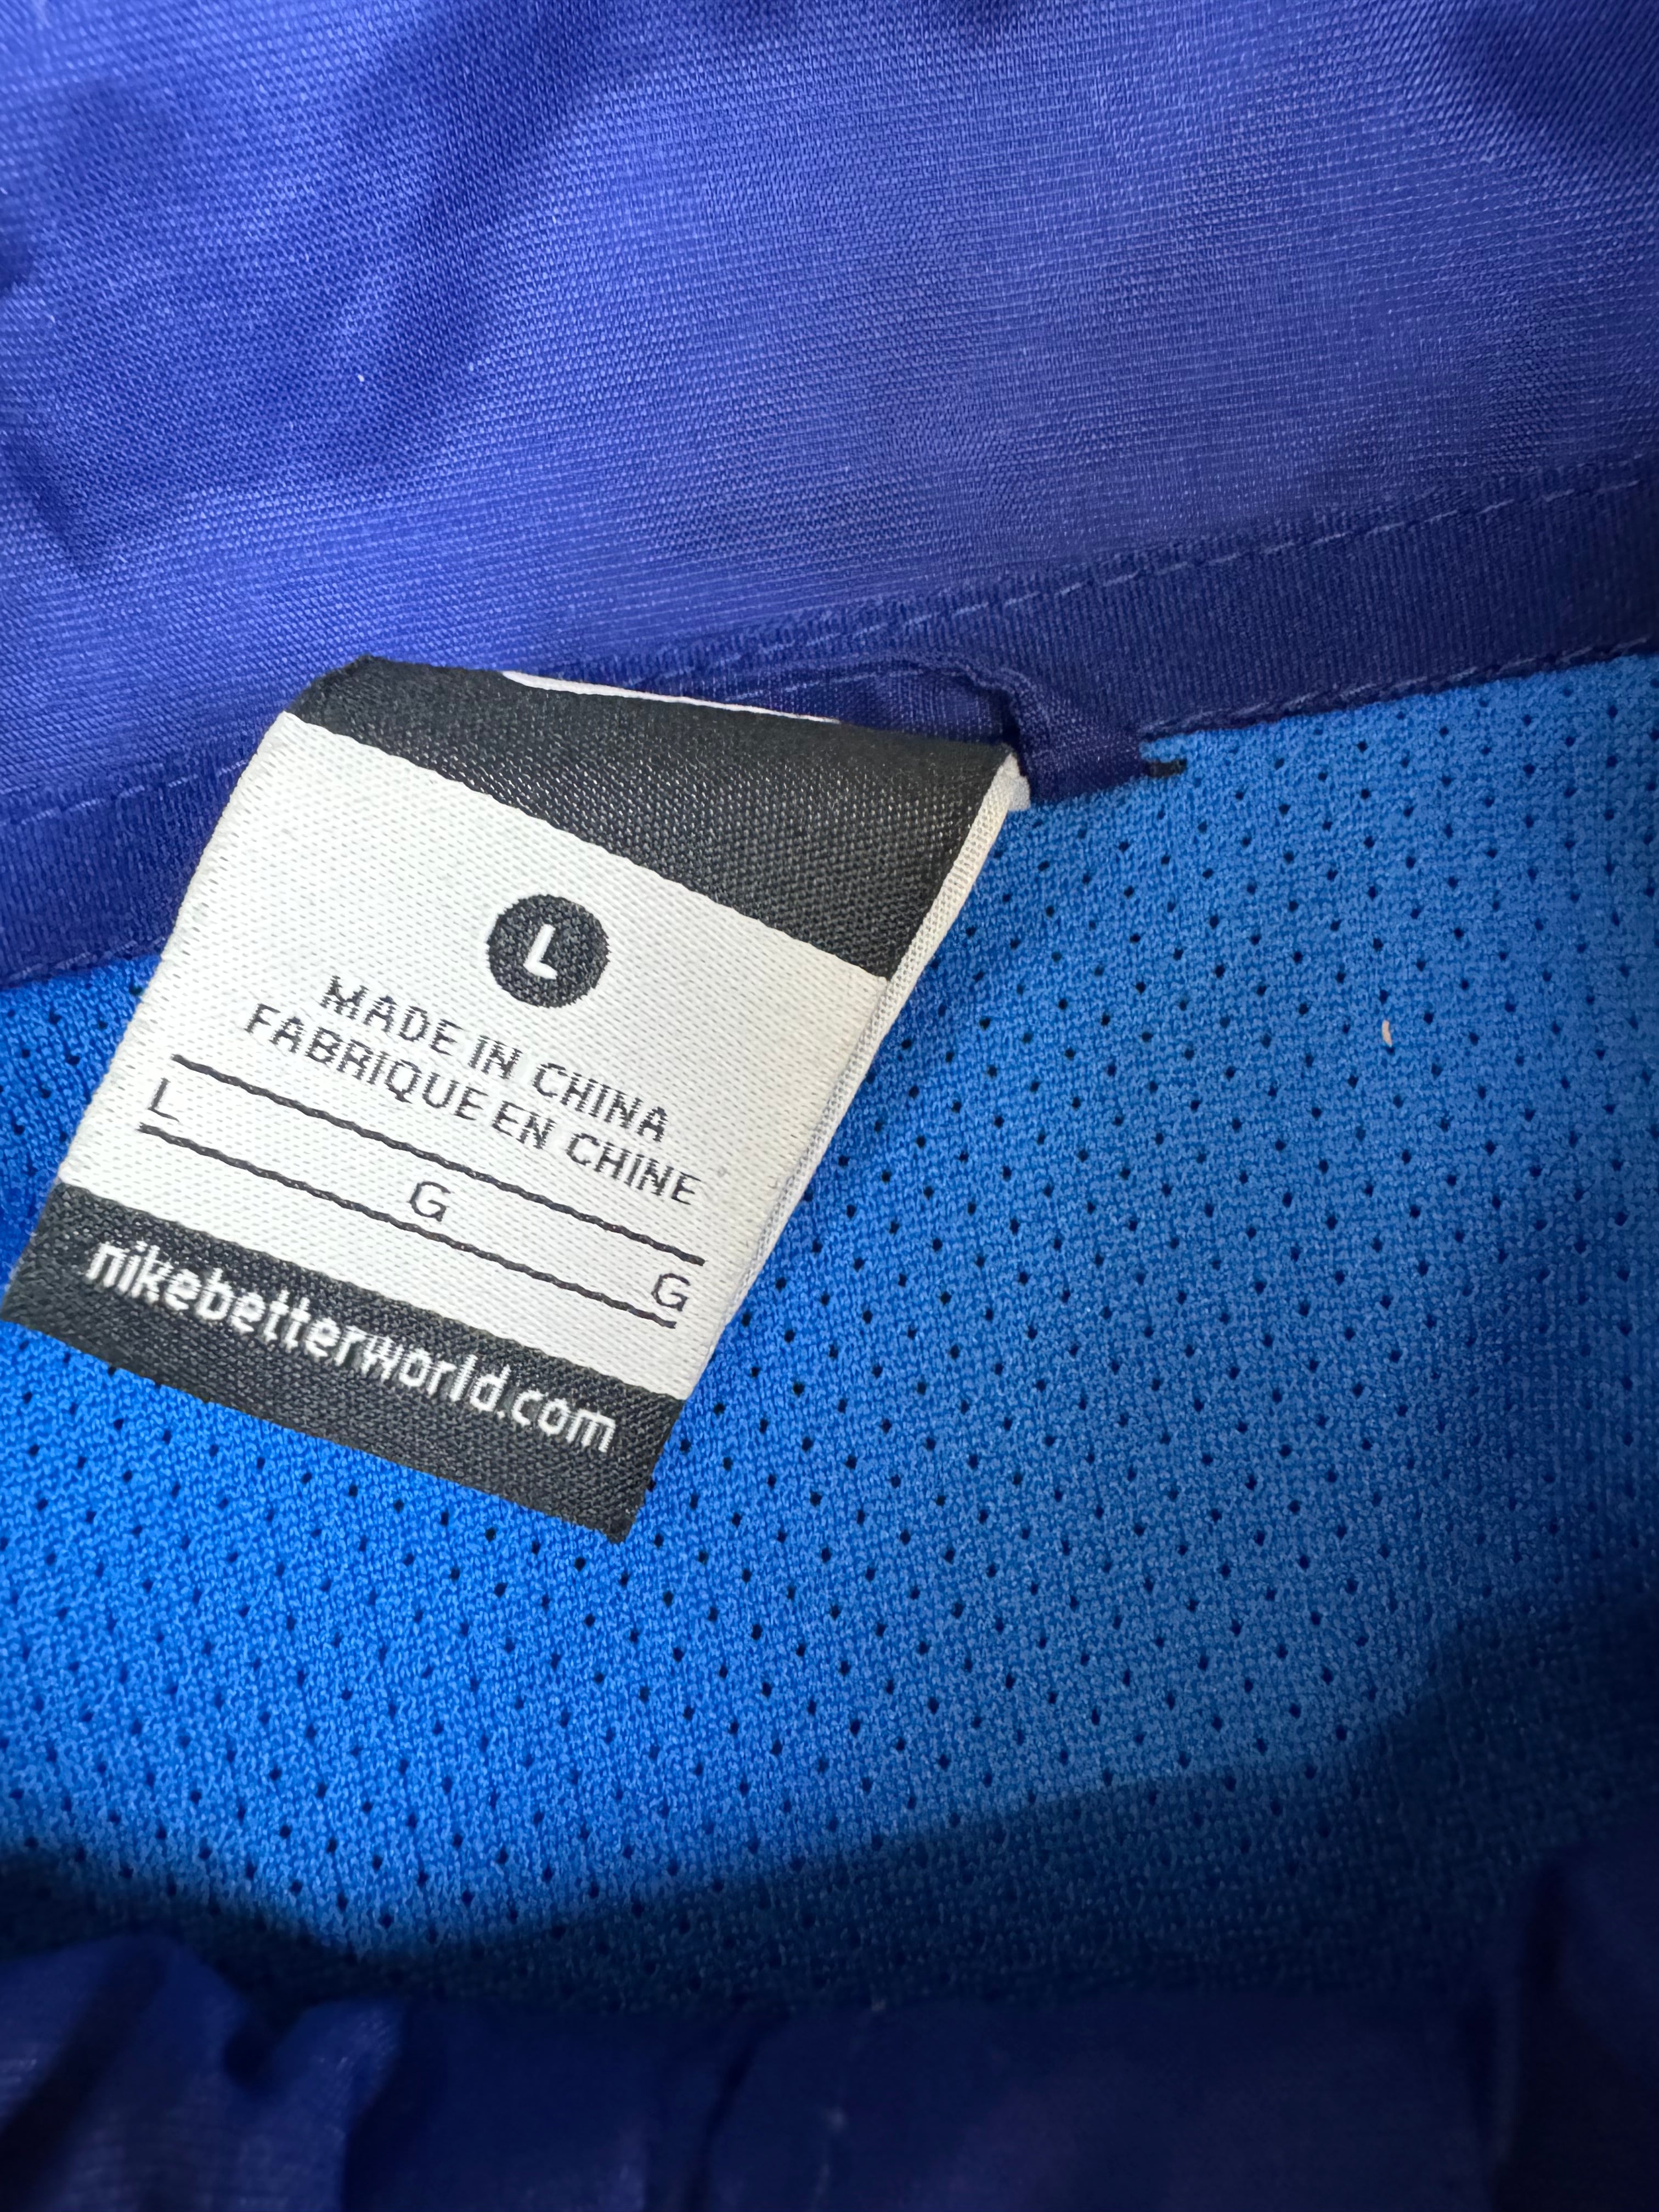 L
MADE IN CHINA
FABRIQUE EN CHINE
L G G
nikebetterworld.com